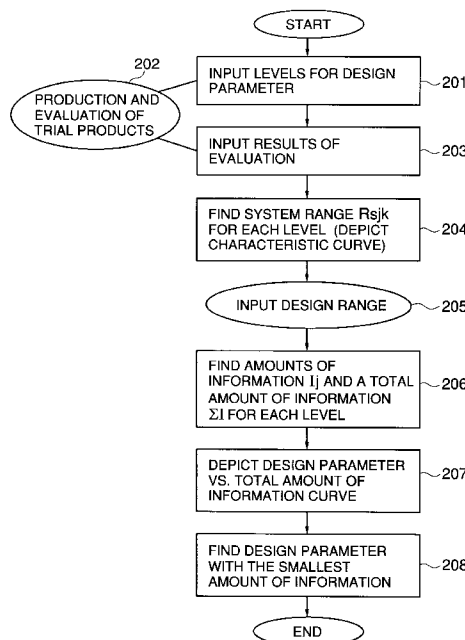 START
202
PRODUCTION AND
EVALUATION OF
TRIAL PRODUCTS
INPUT LEVELS FOR DESIGN
PARAMETER
201
INPUT RESULTS OF
EVALUATION
203
FIND SYSTEM RANGE Rsjk
FOR EACH LEVEL (DEPICT
CHARACTERISTIC CURVE)
204
INPUT DESIGN RANGE
205
FIND AMOUNTS OF
INFORMATION Ij AND A TOTAL
AMOUNT OF INFORMATION
ΣI FOR EACH LEVEL
206
DEPICT DESIGN PARAMETER
VS. TOTAL AMOUNT OF
INFORMATION CURVE
207
FIND DESIGN PARAMETER
WITH THE SMALLEST
AMOUNT OF INFORMATION
208
END